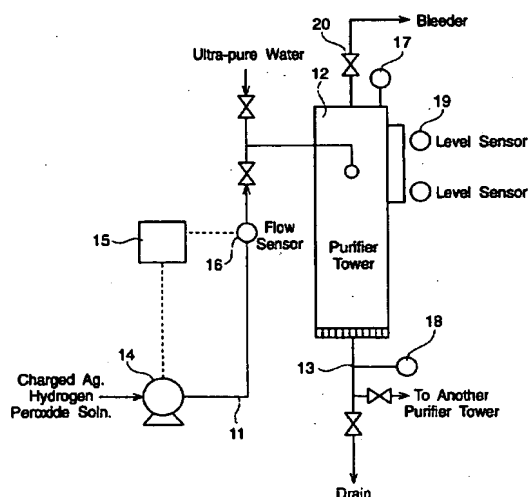 20
Bleeder
17
Ultra-pure Water
12
19
Level Sensor
Level Sensor
15
Flow
Sensor
16
Purifier
Tower
14
18
13
Charged Aq.
Hydrogen
Peroxide Soln.
11
To Another
Purifier Tower
Drain